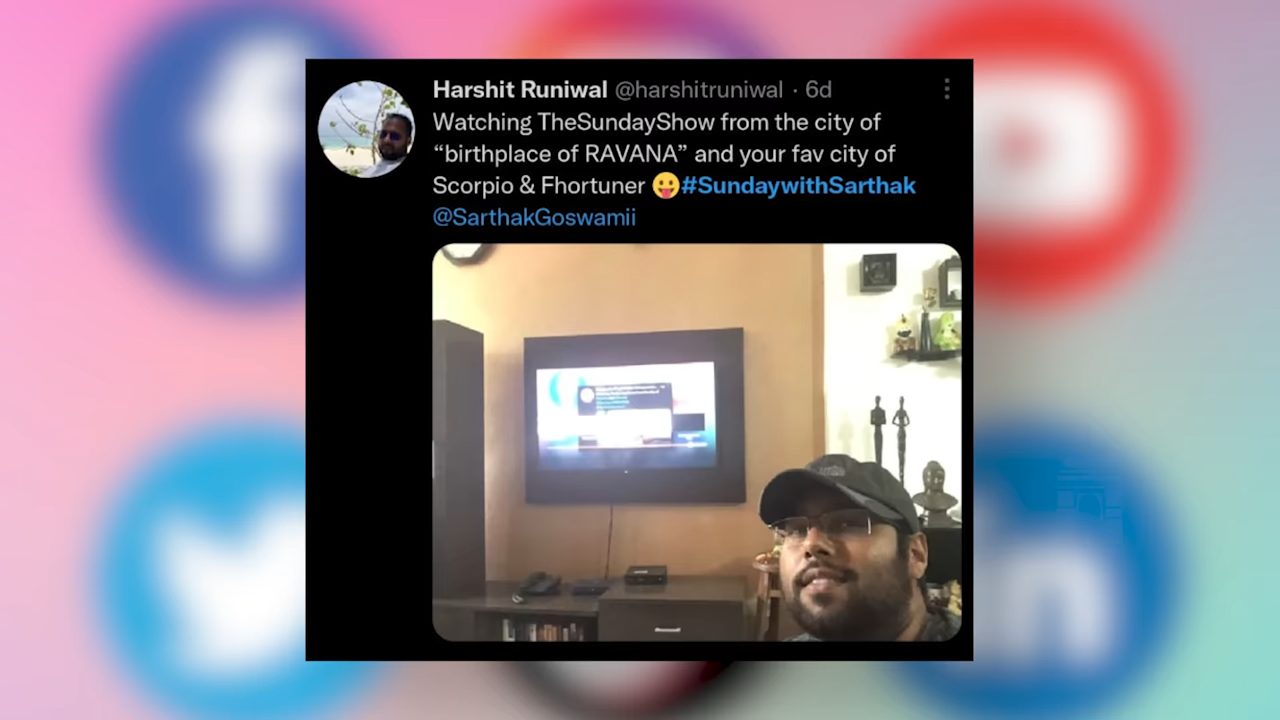 Harshit Runiwal @harshitruniwal · 6d
Watching TheSundayShow from the city of
“birthplace of RAVANA” and your fav city of
Scorpio & Fhortuner 😛#SundaywithSarthak
@SarthakGoswamii